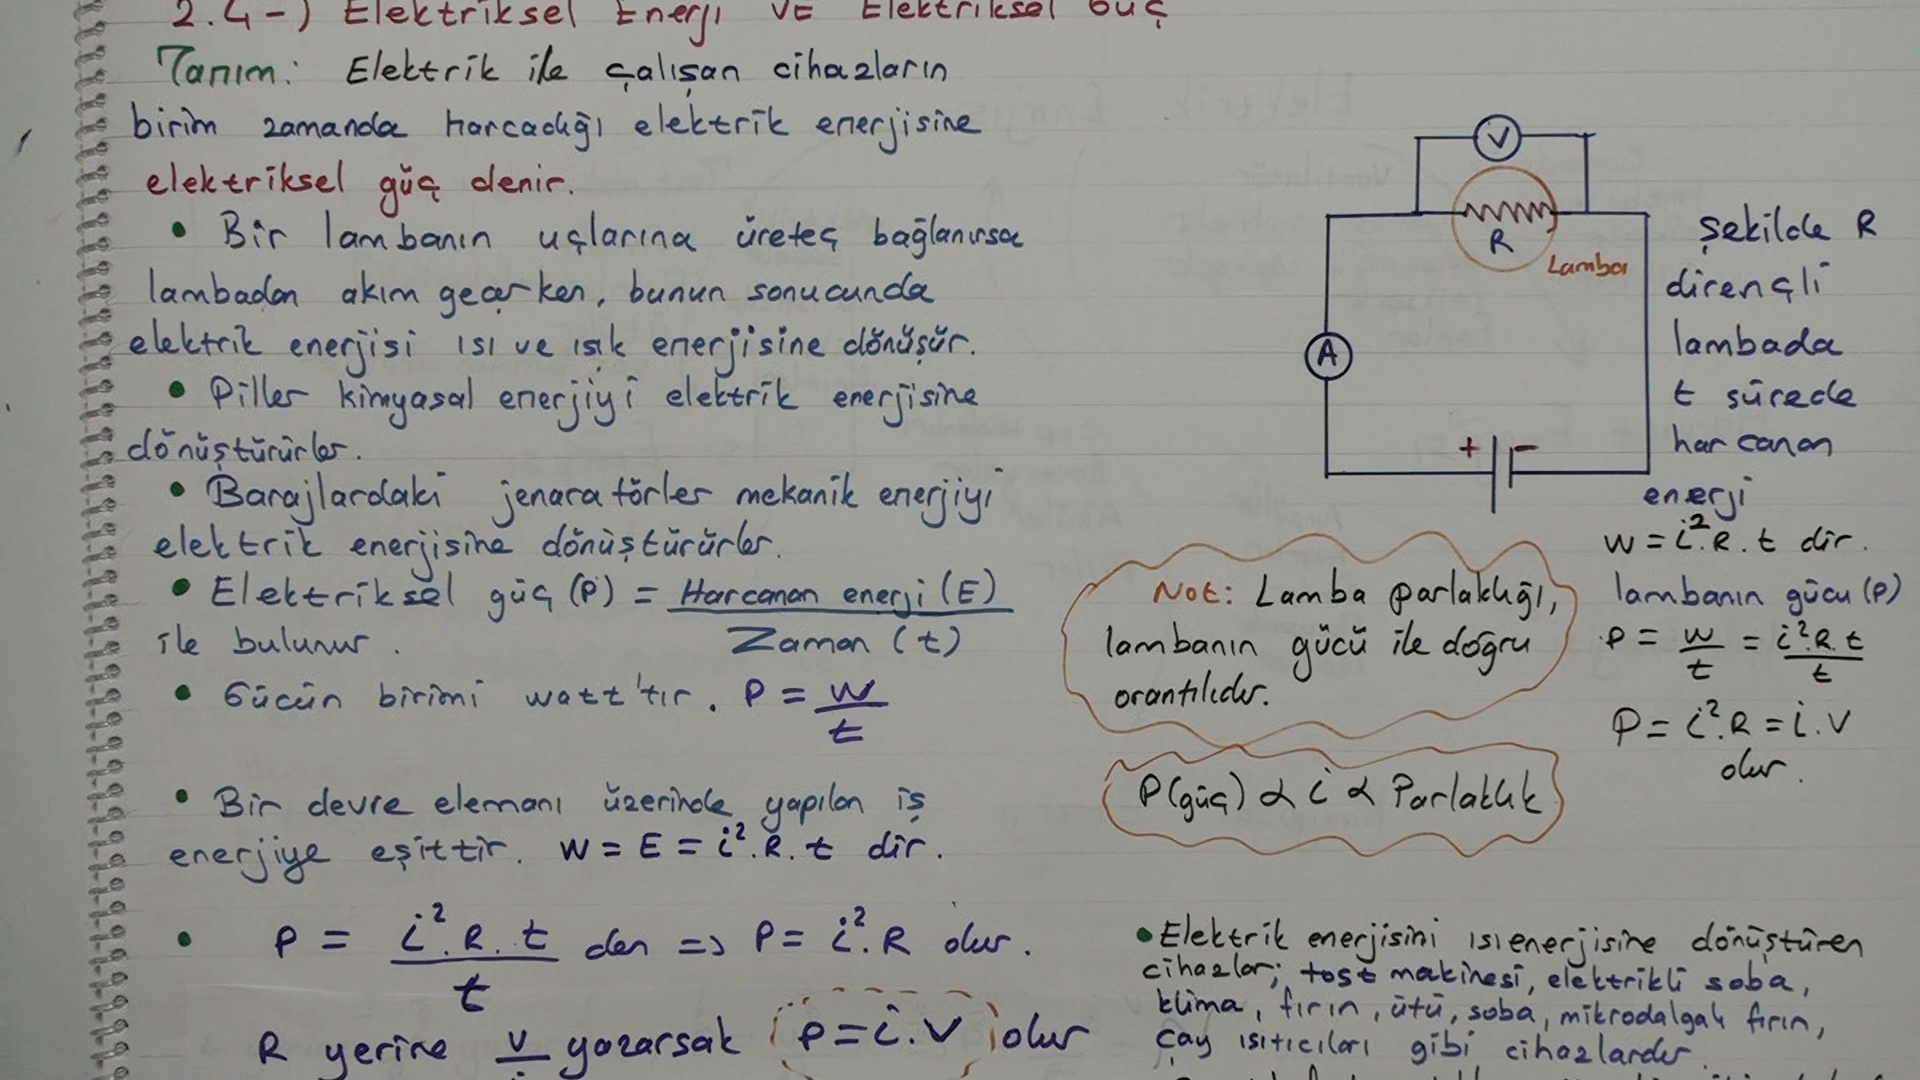 2.4-) Elektriksel Enerji VE Elektriksel Güç
Tanım: Elektrik ile çalışan cihazların
birim zamanda harcadığı elektrik enerjisine
elektriksel güç denir.
• Bir lambanın uçlarına üreteç bağlanırsa
lambadan akım geçerken, bunun sonucunda
elektrik enerjisi ısı ve ışık enerjisine dönüşür.
• Piller kimyasal enerjiyi elektrik enerjisine
dönüştürürler.
• Barajlardaki jenaratörler mekanik enerjiyi
elektrik enerjisine dönüştürürler.
• Elektriksel güç (P) = Harcanan enerji (E)
Zaman (t)
ile bulunur.
• Gücün birimi watt'tır. P = W
t
• Bir devre elemanı üzerinde yapılan iş
enerjiye eşittir. W = E = i².R.t dir.
• P = i².R.t den => P = i².R olur.
t
R yerine V yazarsak P = i.V olur
V
R
Lamba
A
+ -
şekilde R
dirençli
lambada
t sürede
harcanan
enerji
W = i².R.t dir.
lambanın gücü (P)
P = W = i².R.t
t t
P = i².R = i.V
olur.
Not: Lamba parlaklığı,
lambanın gücü ile doğru
orantılıdır.
P(güç) α i α Parlaklık
• Elektrik enerjisini ısı enerjisine dönüştüren
cihazlar; tost makinesi, elektrikli soba,
klima, fırın, ütü, soba, mikrodalgalı fırın,
çay ısıtıcıları gibi cihazlardır.